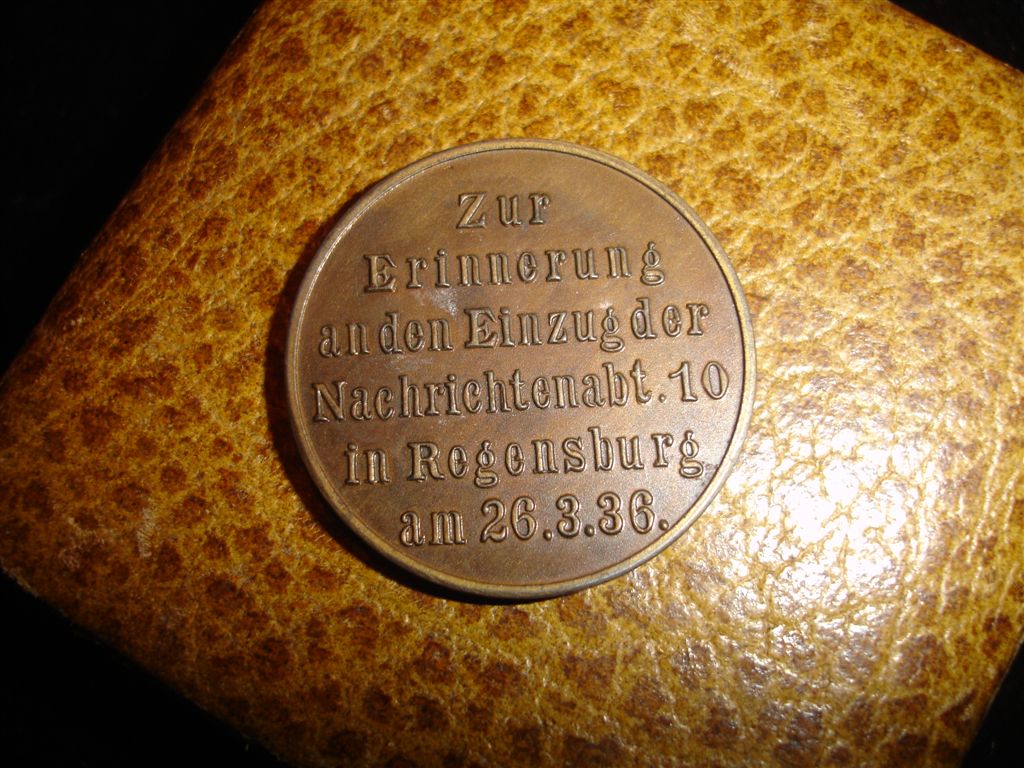 Zur
Erinnerung
an den Einzug der
Nachrichtenabt. 10
in Regensburg
am 26.3.36.